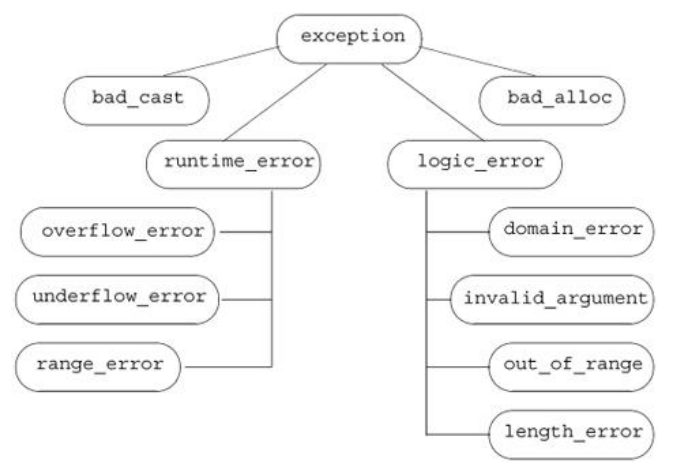 exception
bad_cast
bad_alloc
runtime_error
logic_error
overflow_error
domain_error
underflow_error
invalid_argument
range_error
out_of_range
length_error